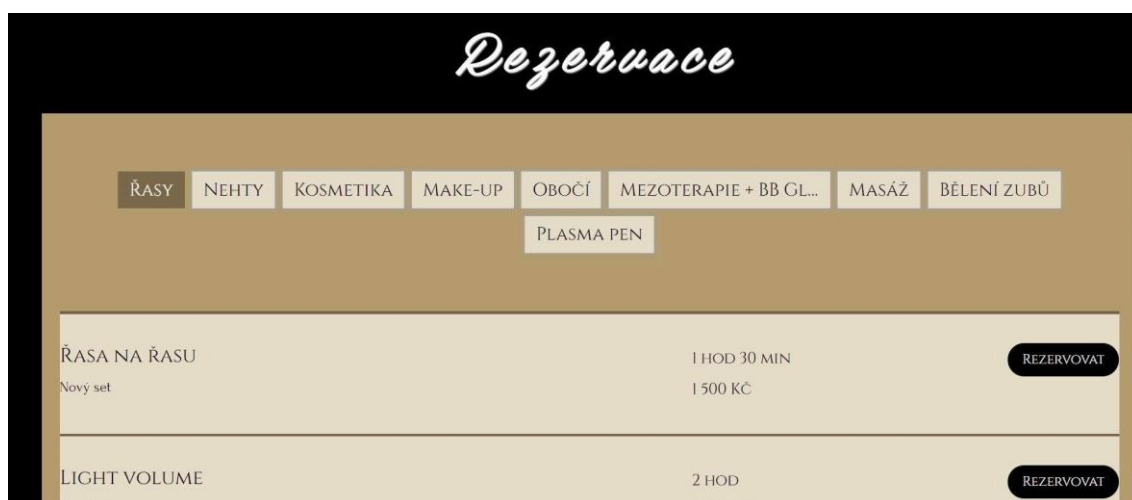 Rezervace
Řasy Nehty Kosmetika Make-up Obočí Mezoterapie + BB Gl... Masáž Bělení zubů
Plasma pen
Řasa na řasu 1 hod 30 min Rezervovat
Nový set 1 500 Kč
Light volume 2 hod Rezervovat